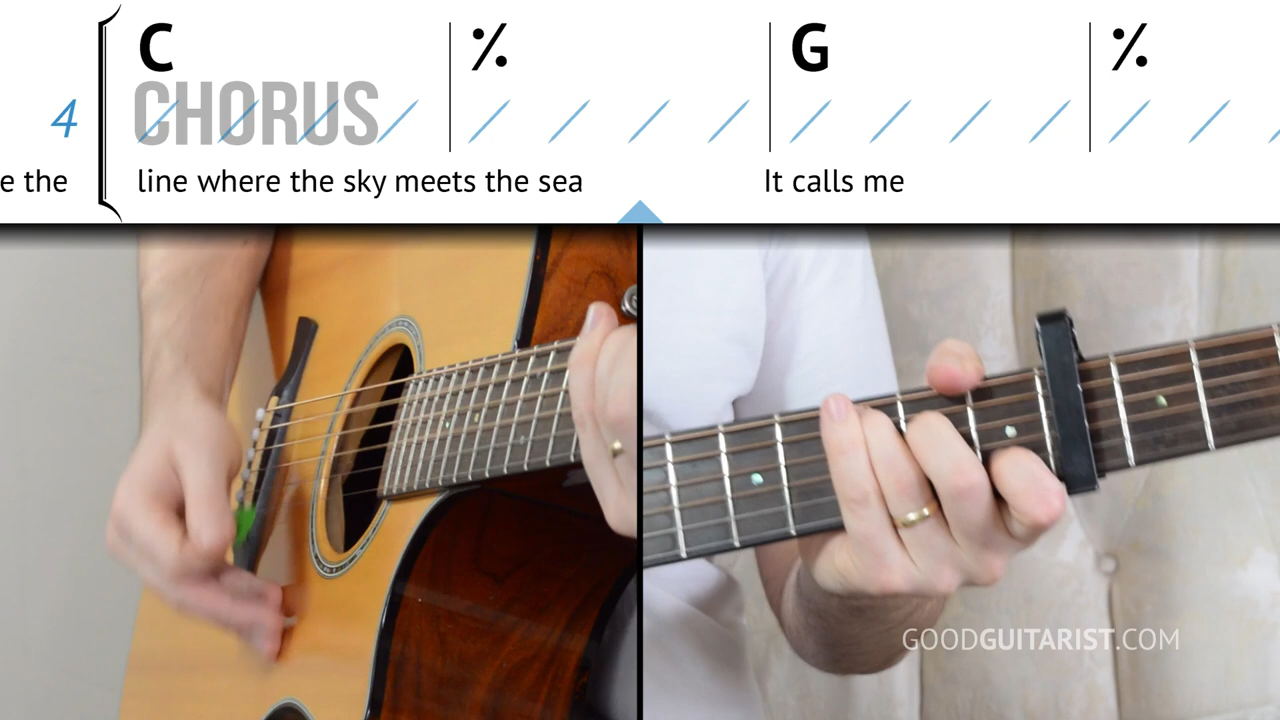 C % G %
CHORUS
4
e the line where the sky meets the sea It calls me
GOODGUITARIST.COM